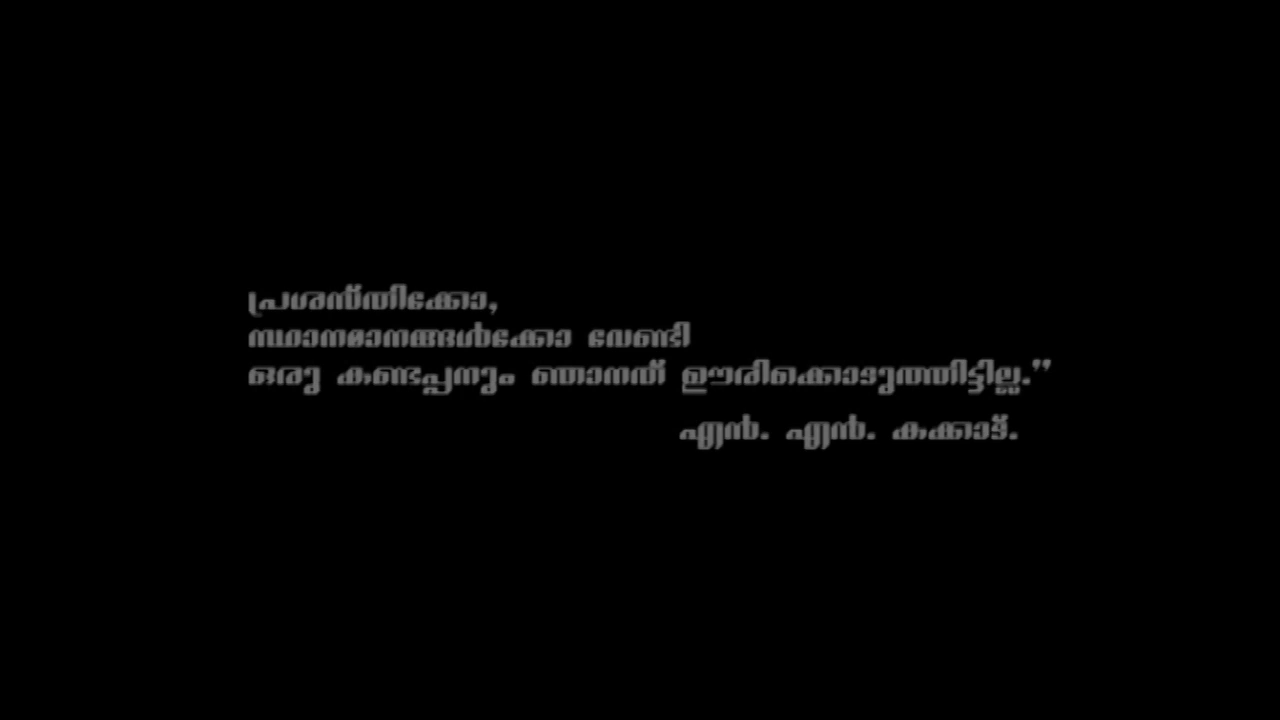 പ്രശസ്തിക്കോ,
സ്ഥാനമാനങ്ങൾക്കോ വേണ്ടി
ഒരു കണ്ടപ്പനും ഞാനത് ഊരിക്കൊടുത്തിട്ടില്ല.”
എൻ. എൻ. കക്കാട്.